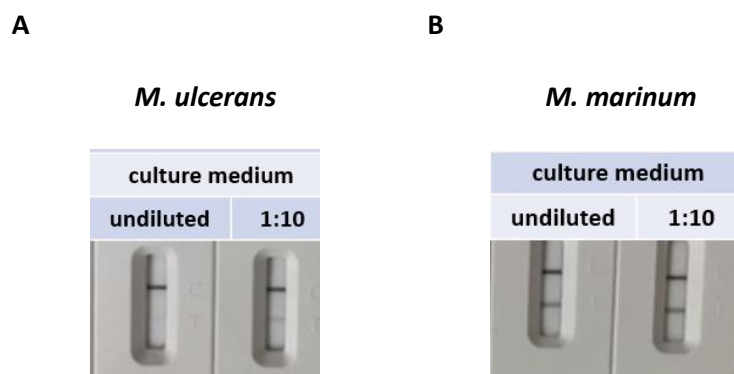 A
B
M. ulcerans
M. marinum
culture medium
culture medium
undiluted 1:10
undiluted 1:10
C
T